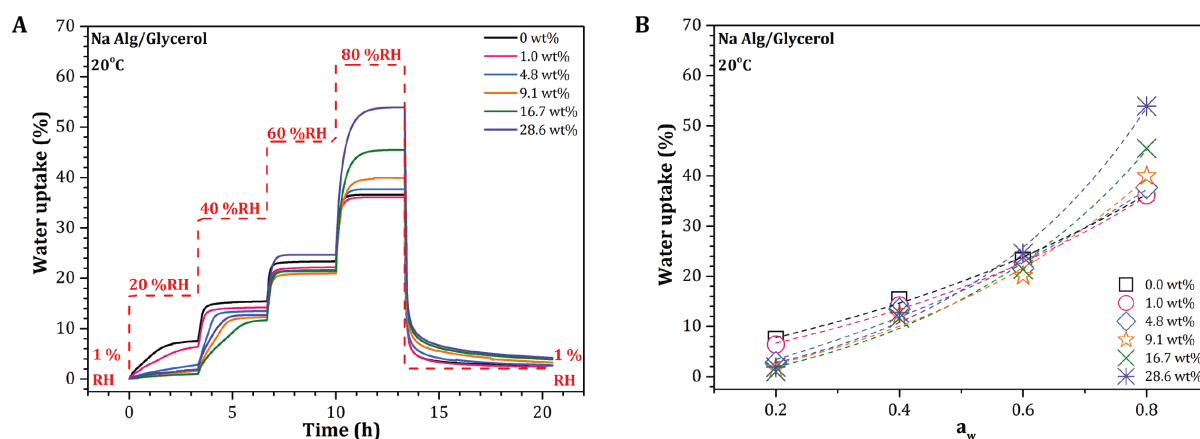 A
Na Alg/Glycerol
20°C
Water uptake (%)
70
60
50
40
30
20
10
0
20 %RH
40 %RH
60 %RH
80 %RH
1 %
RH
1 %
RH
0 wt%
1.0 wt%
4.8 wt%
9.1 wt%
16.7 wt%
28.6 wt%
0
5
10
15
20
Time (h)
B
Na Alg/Glycerol
20°C
Water uptake (%)
70
60
50
40
30
20
10
0
0.0 wt%
1.0 wt%
4.8 wt%
9.1 wt%
16.7 wt%
28.6 wt%
0.2
0.4
0.6
0.8
a_w